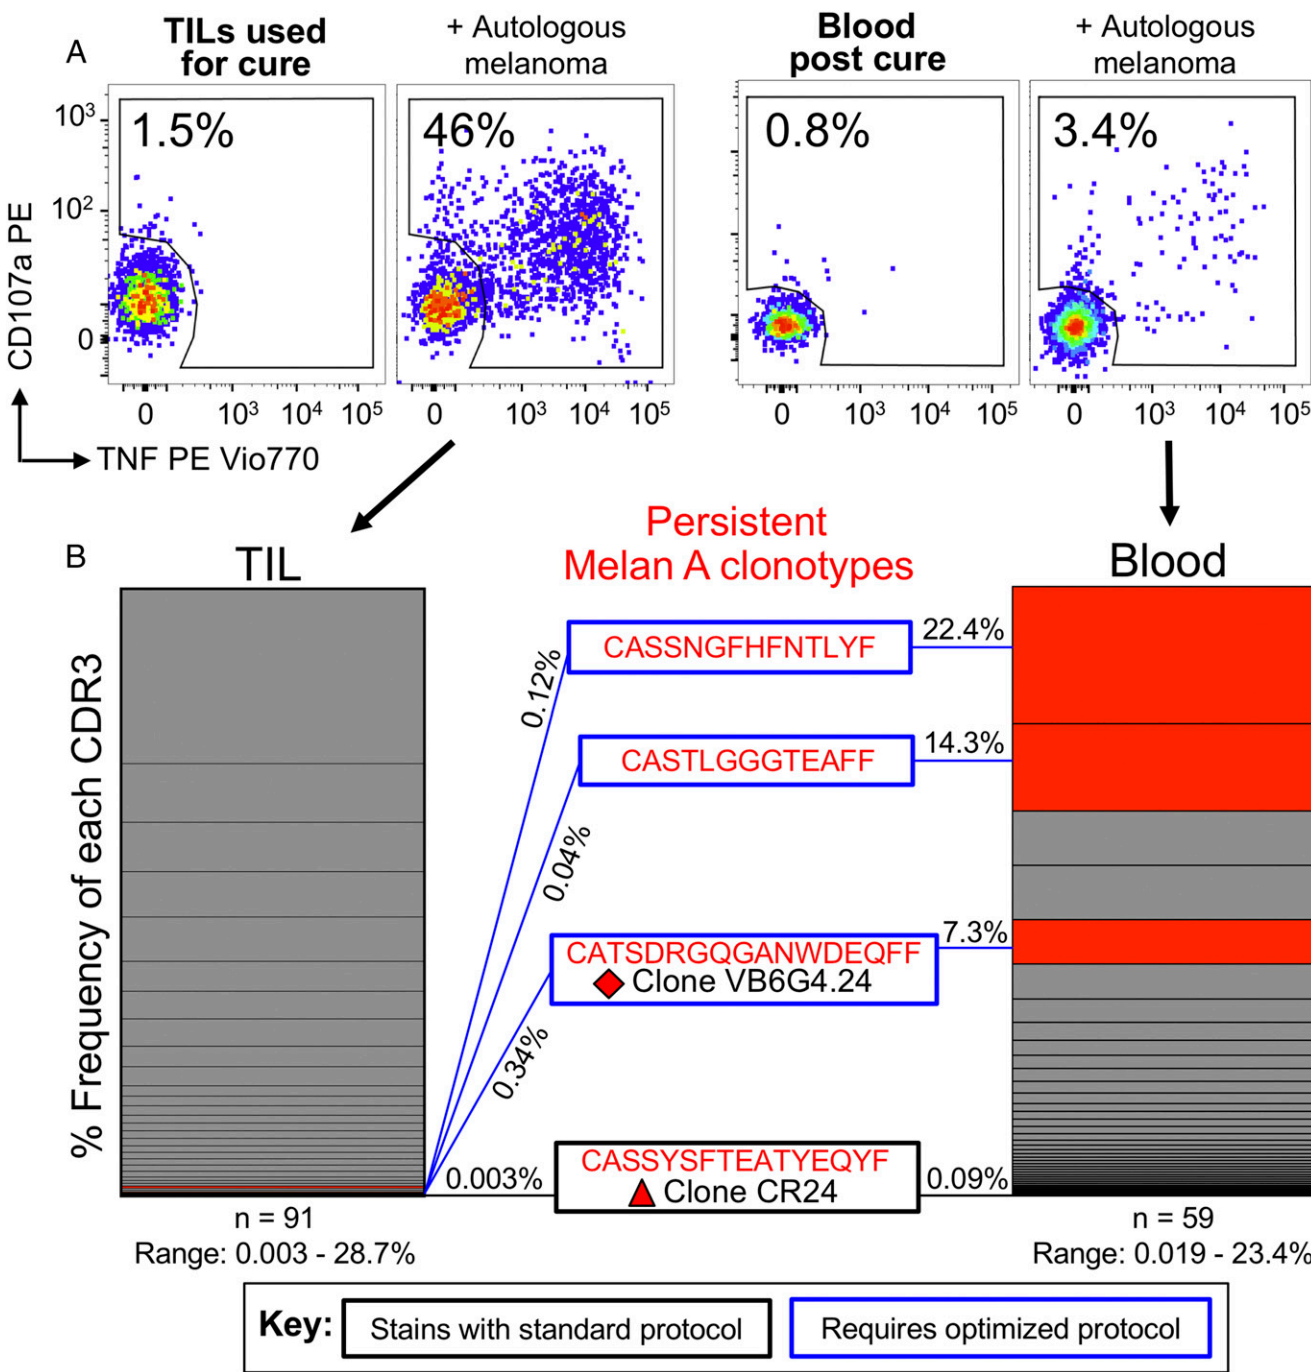 A
TILs used
for cure
+ Autologous
melanoma
Blood
post cure
+ Autologous
melanoma
1.5%
46%
0.8%
3.4%
10³
10²
0
CD107a PE
0 10³ 10⁴ 10⁵
0 10³ 10⁴ 10⁵
0 10³ 10⁴ 10⁵
0 10³ 10⁴ 10⁵
TNF PE Vio770
B
TIL
Persistent
Melan A clonotypes
Blood
% Frequency of each CDR3
0.12%
CASSNGFHFNTLYF
22.4%
0.04%
CASTLGGGTEAFF
14.3%
0.34%
CATSDRGQGANWDEQFF
Clone VB6G4.24
7.3%
0.003%
CASSYSFTEATYEQYF
Clone CR24
0.09%
n = 91
Range: 0.003 - 28.7%
n = 59
Range: 0.019 - 23.4%
Key:
Stains with standard protocol
Requires optimized protocol